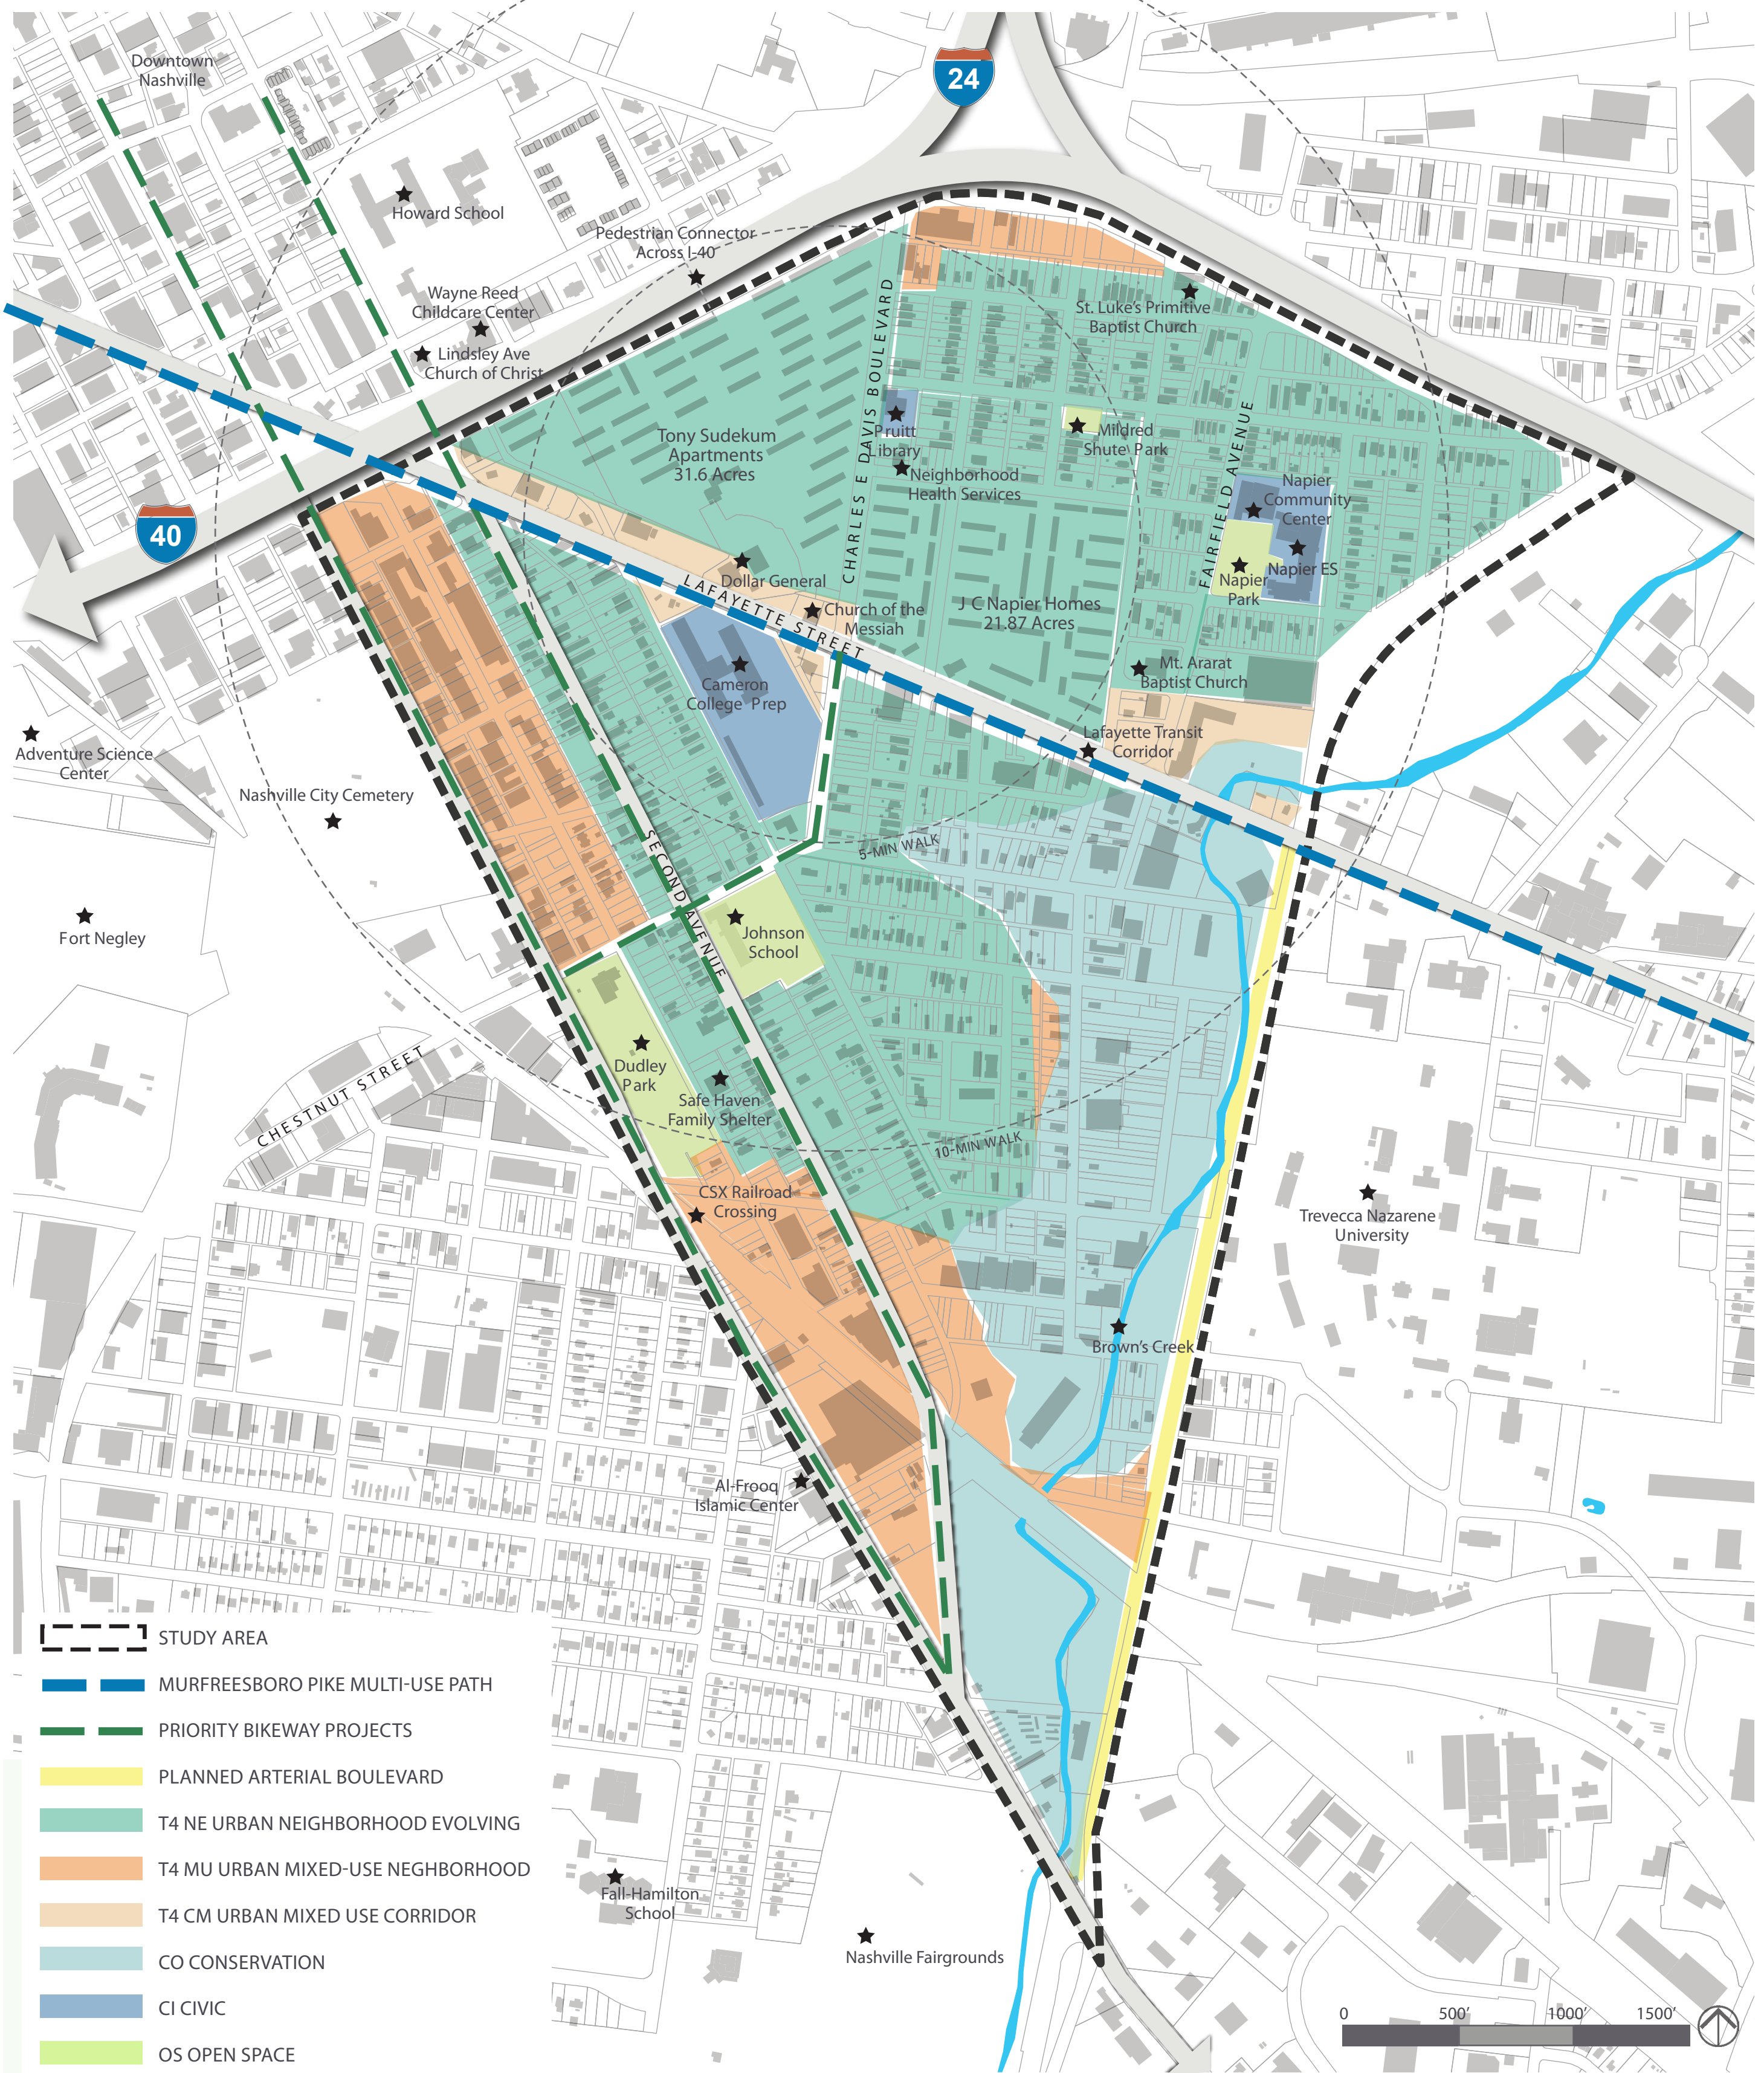 Downtown
Nashville
24
Howard School
Pedestrian Connector
Across I-40
Wayne Reed
Childcare Center
Lindsley Ave
Church of Christ
St. Luke's Primitive
Baptist Church
CHARLES E DAVIS BOULEVARD
Pruitt
Library
Mildred
Shute Park
Tony Sudekum
Apartments
31.6 Acres
Neighborhood
Health Services
FAIRFIELD AVENUE
Napier
Community
Center
40
Napier ES
Napier
Park
Dollar General
LAFAYETTE STREET
Church of the
Messiah
J C Napier Homes
21.87 Acres
Cameron
College Prep
Mt. Ararat
Baptist Church
Lafayette Transit
Corridor
Adventure Science
Center
Nashville City Cemetery
5-MIN WALK
SECOND AVENUE
Fort Negley
Johnson
School
Dudley
Park
CHESTNUT STREET
Safe Haven
Family Shelter
10-MIN WALK
CSX Railroad
Crossing
Trevecca Nazarene
University
Brown's Creek
Al-Frooq
Islamic Center
STUDY AREA
MURFREESBORO PIKE MULTI-USE PATH
PRIORITY BIKEWAY PROJECTS
PLANNED ARTERIAL BOULEVARD
T4 NE URBAN NEIGHBORHOOD EVOLVING
T4 MU URBAN MIXED-USE NEGHBORHOOD
T4 CM URBAN MIXED USE CORRIDOR
CO CONSERVATION
CI CIVIC
OS OPEN SPACE
Fall-Hamilton
School
Nashville Fairgrounds
0 500' 1000' 1500'